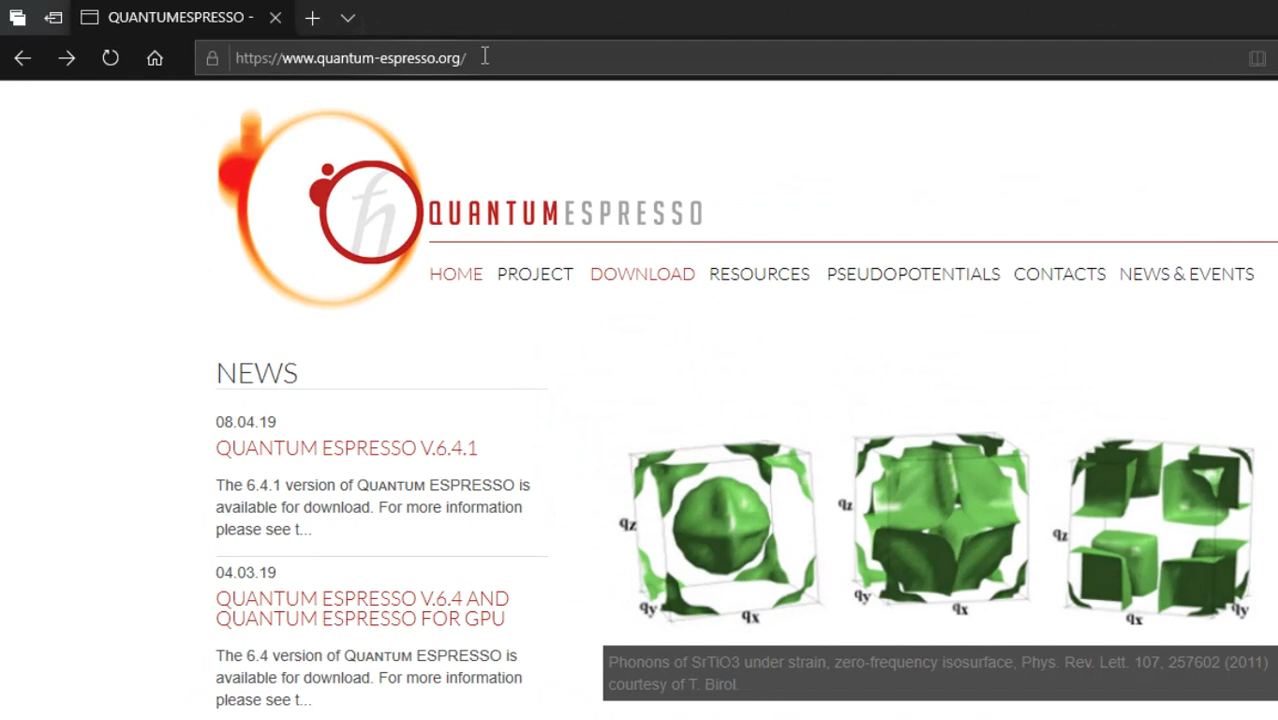 QUANTUMESPRESSO -
https://www.quantum-espresso.org/
ħ
QUANTUMESPRESSO
HOME PROJECT DOWNLOAD RESOURCES PSEUDOPOTENTIALS CONTACTS NEWS & EVENTS
NEWS
08.04.19
QUANTUM ESPRESSO V.6.4.1
The 6.4.1 version of QUANTUM ESPRESSO is
available for download. For more information
please see t...
04.03.19
QUANTUM ESPRESSO V.6.4 AND
QUANTUM ESPRESSO FOR GPU
The 6.4 version of QUANTUM ESPRESSO is
available for download. For more information
please see t...
qz
qy
qx
qz
qy
qx
qz
qx
qy
Phonons of SrTiO3 under strain, zero-frequency isosurface, Phys. Rev. Lett. 107, 257602 (2011)
courtesy of T. Birol.